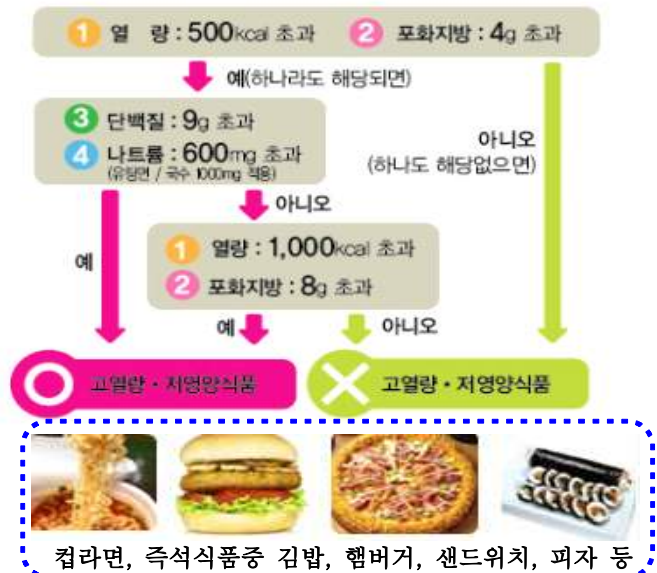 1 열 량 : 500kcal 초과 2 포화지방 : 4g 초과
예(하나라도 해당되면)
3 단백질 : 9g 초과
4 나트륨 : 600mg 초과
(유탕면 / 국수 1000mg 적용)
아니오
(하나도 해당없으면)
아니오
예
1 열량 : 1,000kcal 초과
2 포화지방 : 8g 초과
예 아니오
고열량·저영양식품 고열량·저영양식품
컵라면, 즉석식품중 김밥, 햄버거, 샌드위치, 피자 등